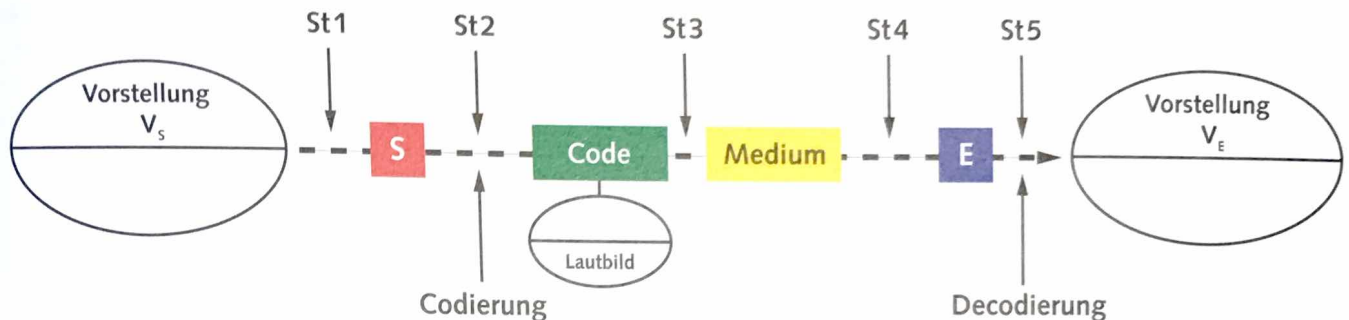 St1
St2
St3
St4
St5
Vorstellung
V_S
S
Code
Medium
E
Vorstellung
V_E
Lautbild
Codierung
Decodierung